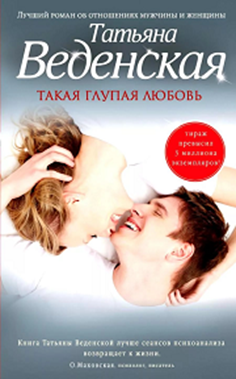 Лучший роман об отношениях мужчины и женщины
Татьяна
Веденская
ТАКАЯ ГЛУПАЯ ЛЮБОВЬ
тираж
превысил
3 миллиона
экземпляров!
Книга Татьяны Веденской лучше сеансов психоанализа
возвращает к жизни.
О.Маховская, психолог, писатель